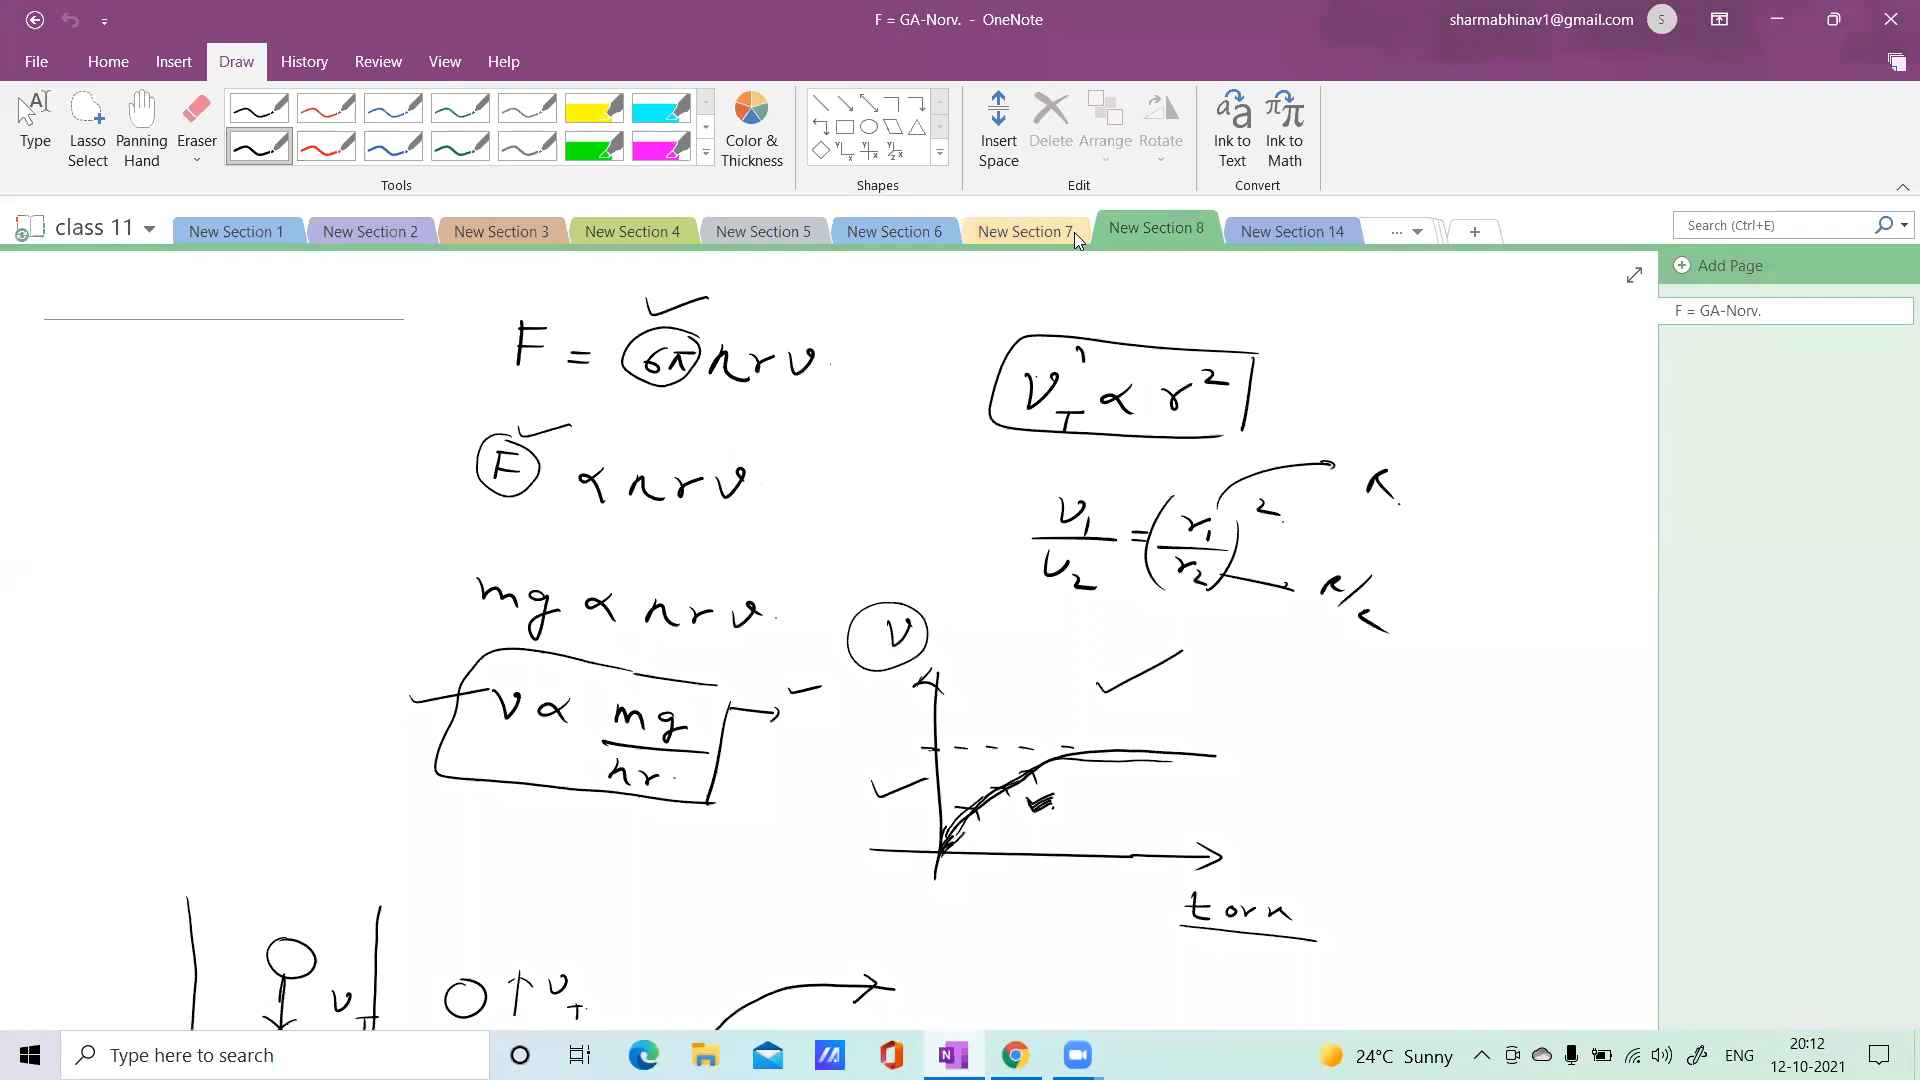 F = GA-Norv. - OneNote
sharmabhinav1@gmail.com
S
File
Home
Insert
Draw
History
Review
View
Help
Type
Lasso Select
Panning Hand
Eraser
Color & Thickness
Insert Space
Delete
Arrange
Rotate
Ink to Text
Ink to Math
Tools
Shapes
Edit
Convert
class 11
New Section 1
New Section 2
New Section 3
New Section 4
New Section 5
New Section 6
New Section 7
New Section 8
New Section 14
...
Search (Ctrl+E)
Add Page
F = GA-Norv.
F = 6π η r v
F ∝ η r v
mg ∝ η r v
v ∝ mg / ηr
V_T ∝ r²
v₁ / v₂ = (r₁ / r₂)²
v
t or x
v_T
v_T
Type here to search
24°C Sunny
ENG
20:12
12-10-2021